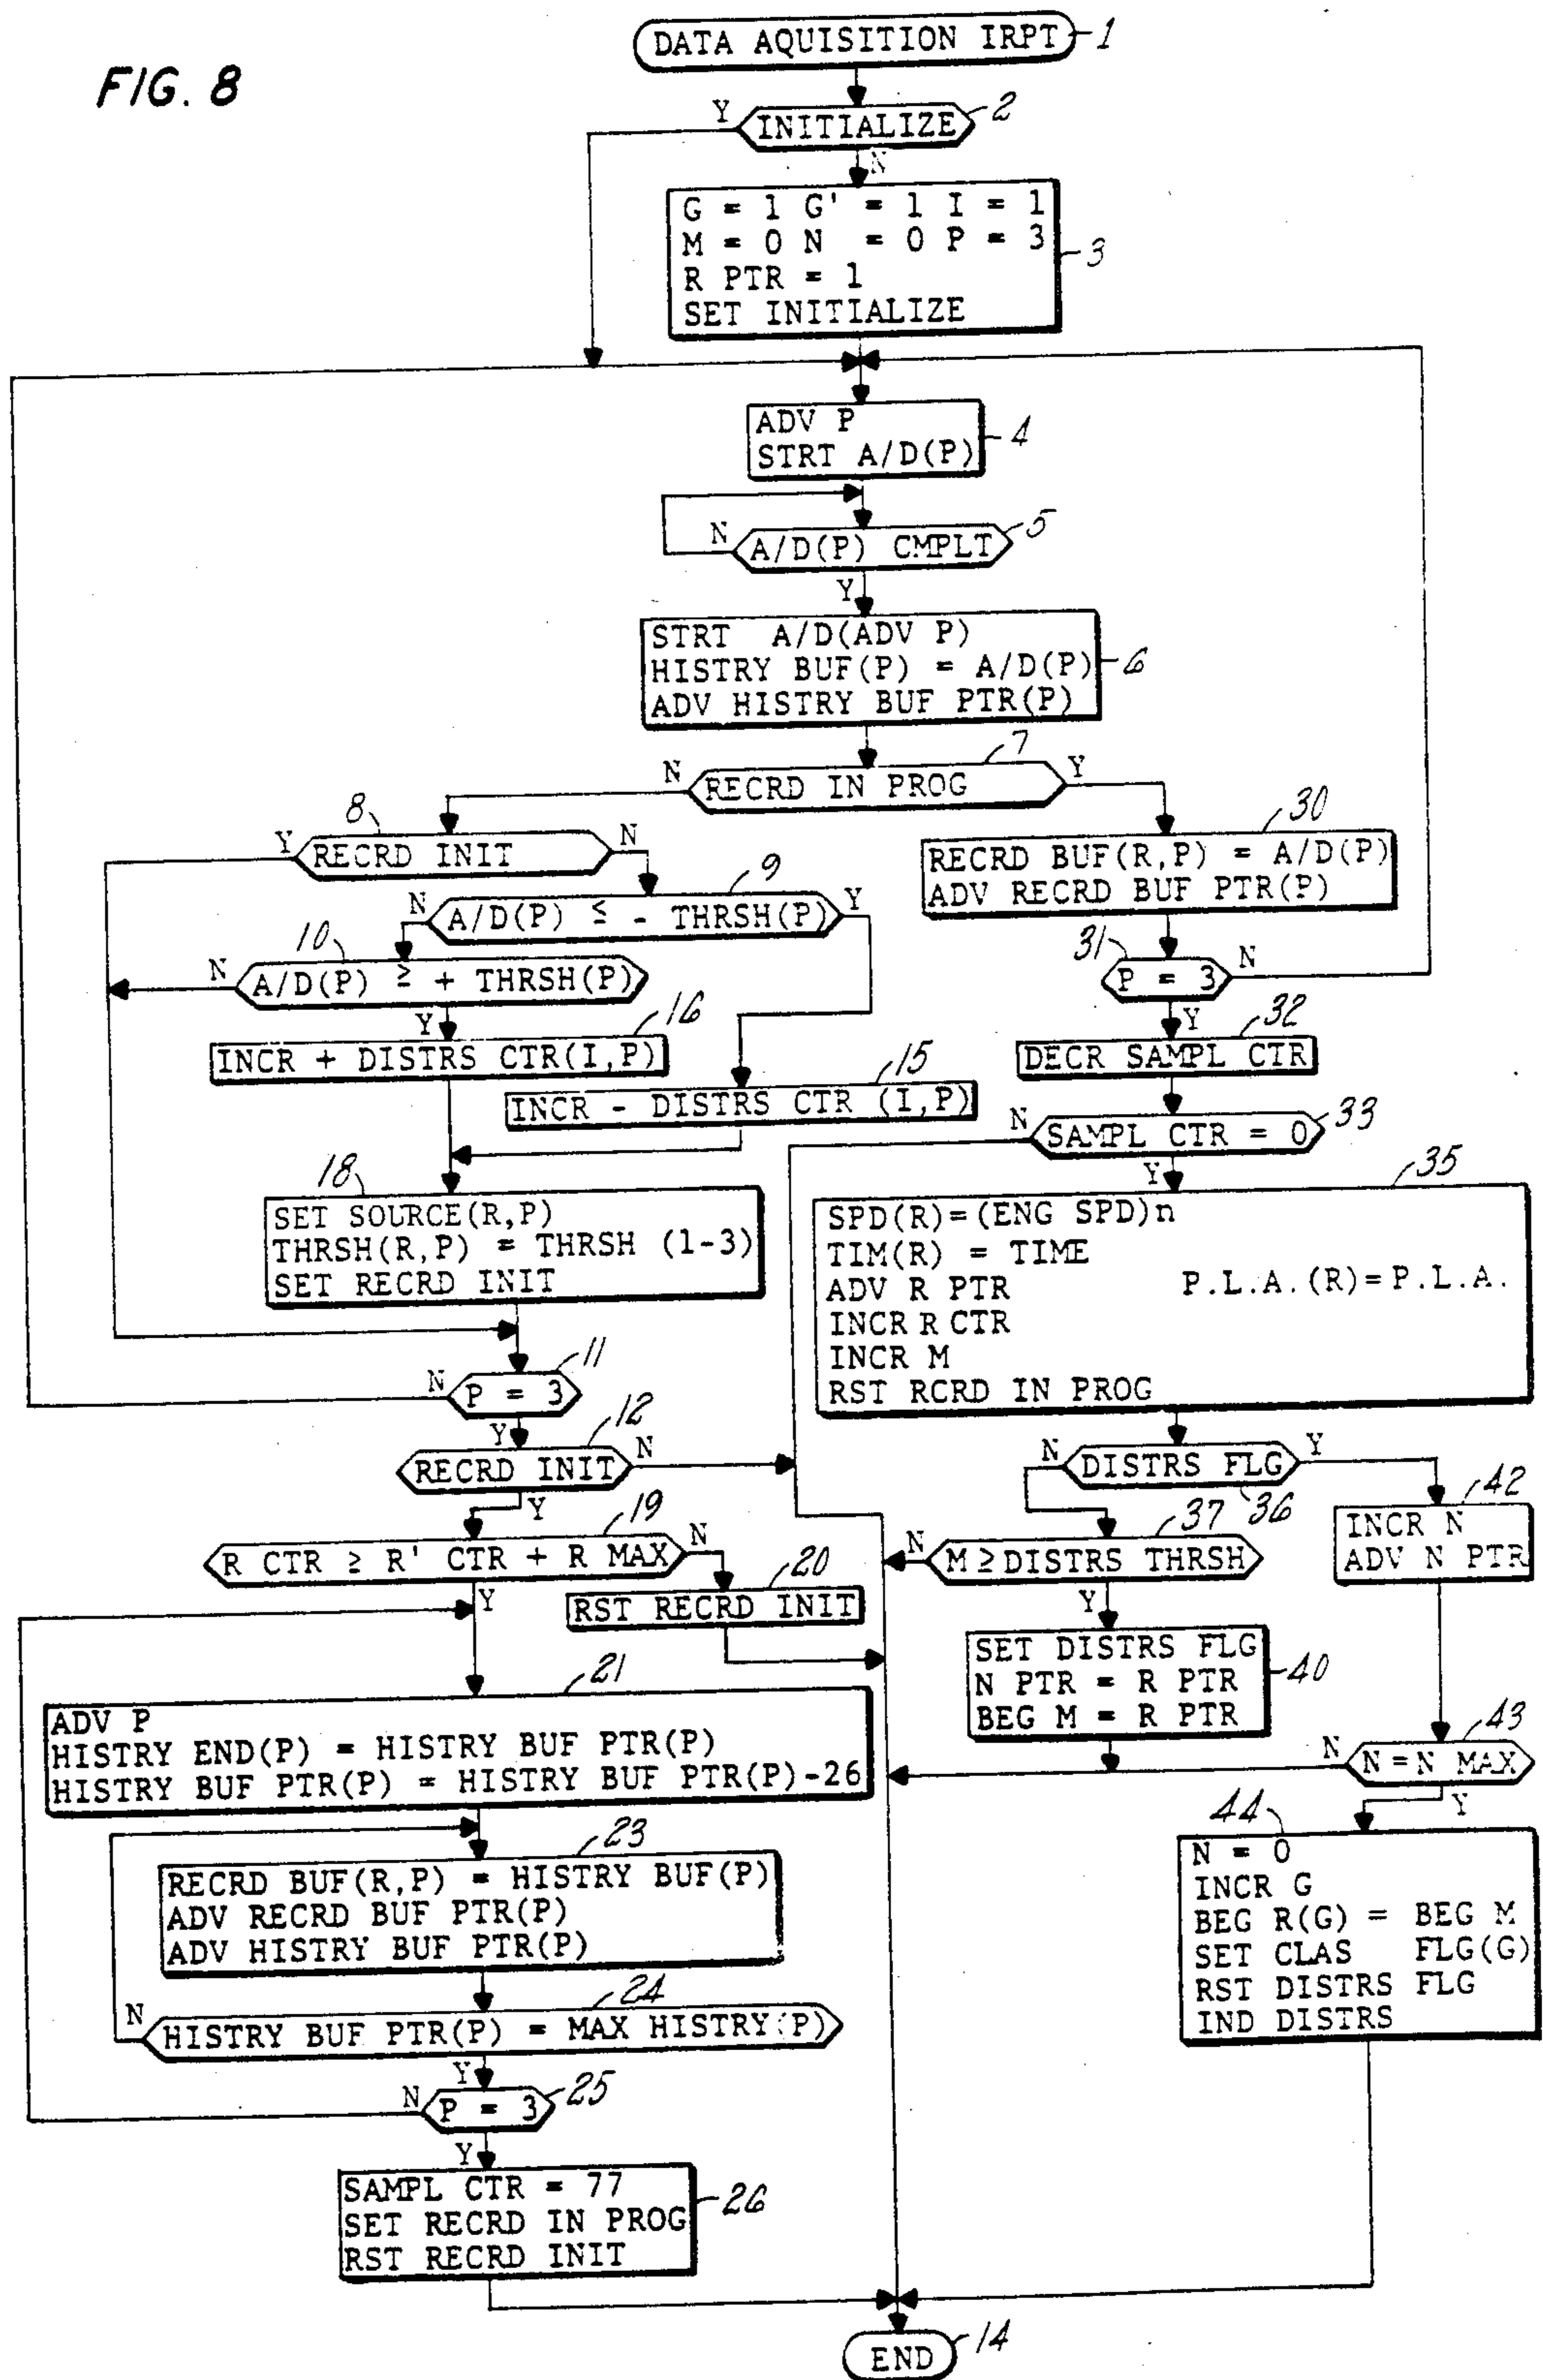 FIG. 8
DATA AQUISITION IRPT
1
Y
INITIALIZE
2
N
G = 1 G' = 1 I = 1
M = 0 N = 0 P = 3
R PTR = 1
SET INITIALIZE
3
ADV P
STRT A/D(P)
4
N
A/D(P) CMPLT
5
Y
STRT A/D(ADV P)
HISTRY BUF(P) = A/D(P)
ADV HISTRY BUF PTR(P)
6
N
RECRD IN PROG
7
Y
8
Y
RECRD INIT
N
30
RECRD BUF(R,P) = A/D(P)
ADV RECRD BUF PTR(P)
9
N
A/D(P) ≤ - THRSH(P)
Y
10
N
A/D(P) ≥ + THRSH(P)
31
P = 3
N
Y
16
Y
32
INCR + DISTRS CTR(I,P)
DECR SAMPL CTR
15
INCR - DISTRS CTR (I,P)
N
SAMPL CTR = 0
33
Y
18
SET SOURCE(R,P)
THRSH(R,P) = THRSH (1-3)
SET RECRD INIT
35
SPD(R)=(ENG SPD)n
TIM(R) = TIME
ADV R PTR P.L.A.(R)=P.L.A.
INCR R CTR
INCR M
RST RCRD IN PROG
11
N
P = 3
Y
12
RECRD INIT
N
Y
N
DISTRS FLG
Y
36
42
INCR N
ADV N PTR
19
R CTR ≥ R' CTR + R MAX
N
Y
20
RST RECRD INIT
37
N
M ≥ DISTRS THRSH
Y
SET DISTRS FLG
N PTR = R PTR
BEG M = R PTR
40
21
ADV P
HISTRY END(P) = HISTRY BUF PTR(P)
HISTRY BUF PTR(P) = HISTRY BUF PTR(P)-26
43
N
N = N MAX
Y
23
RECRD BUF(R,P) = HISTRY BUF(P)
ADV RECRD BUF PTR(P)
ADV HISTRY BUF PTR(P)
44
N = 0
INCR G
BEG R(G) = BEG M
SET CLAS FLG(G)
RST DISTRS FLG
IND DISTRS
24
N
HISTRY BUF PTR(P) = MAX HISTRY(P)
Y
25
N
P = 3
Y
SAMPL CTR = 77
SET RECRD IN PROG
RST RECRD INIT
26
END
14